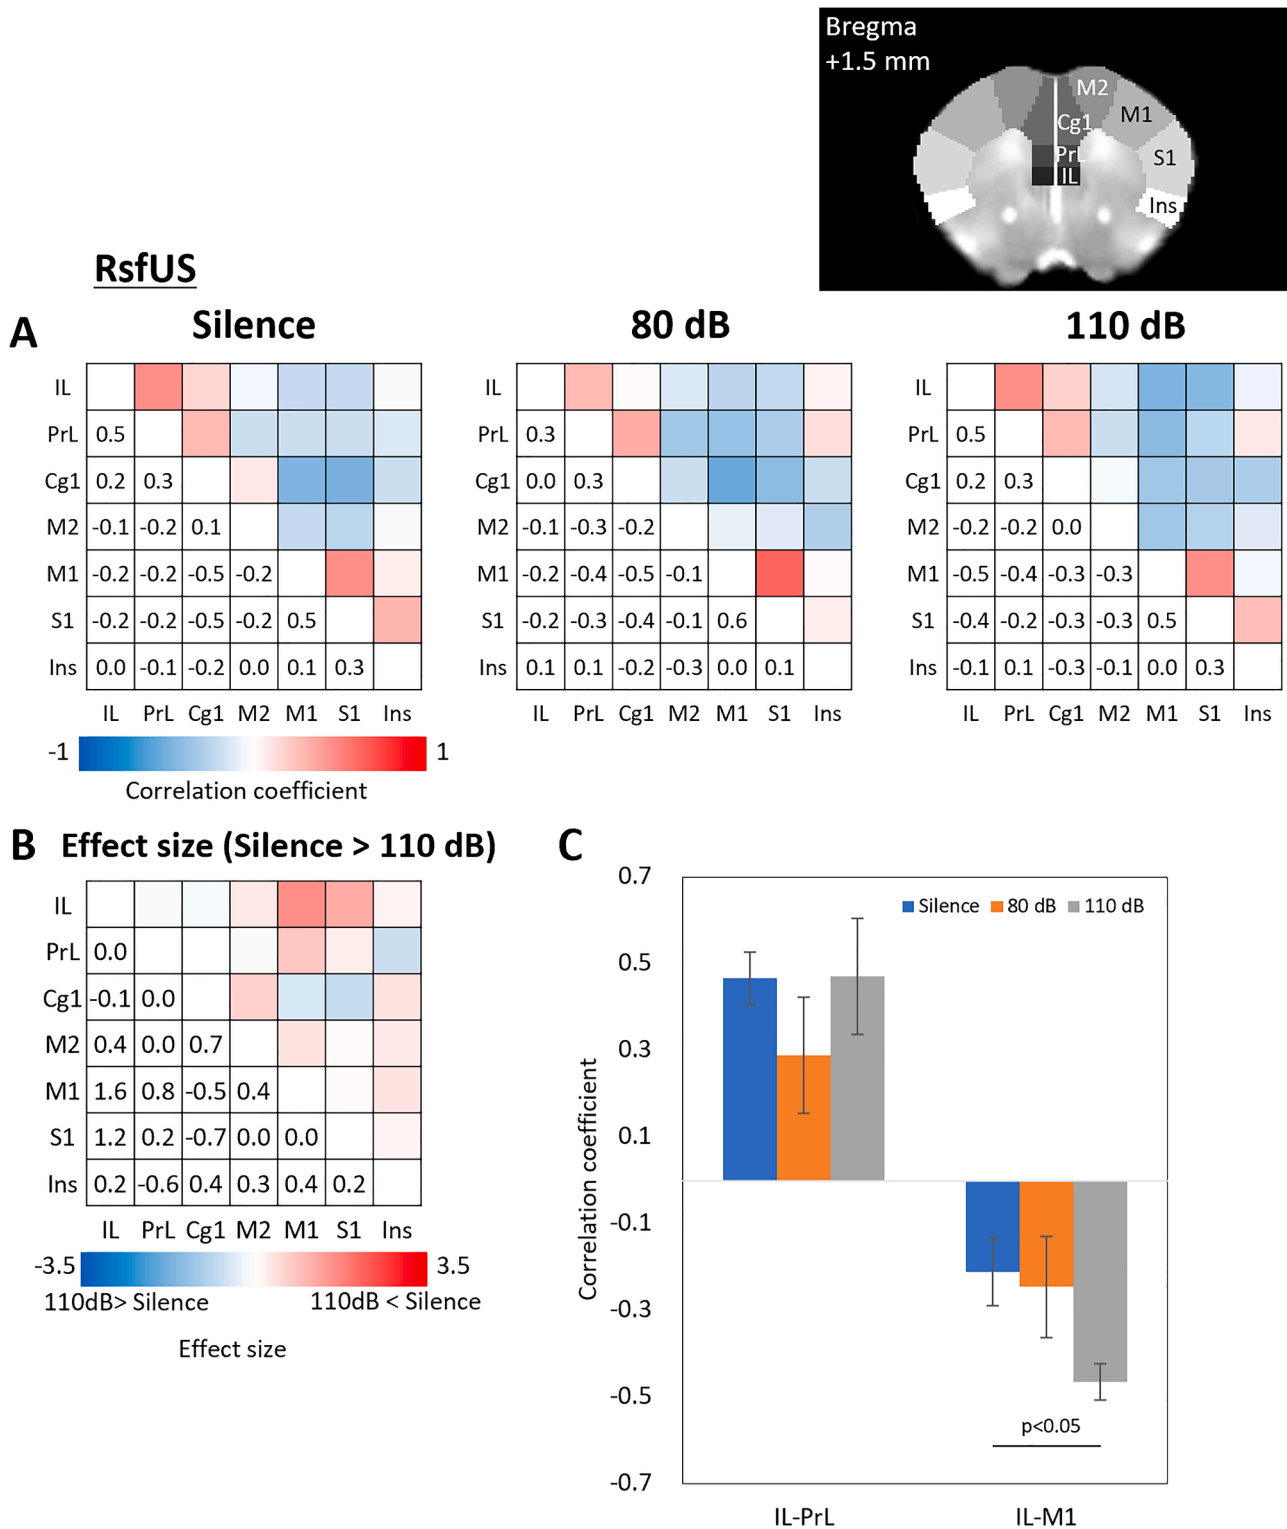 Bregma
+1.5 mm
M2
M1
Cg1
PrL
S1
IL
Ins
RsfUS
A
Silence 80 dB 110 dB
IL IL IL
PrL 0.5 PrL 0.3 PrL 0.5
Cg1 0.2 0.3 Cg1 0.0 0.3 Cg1 0.2 0.3
M2 -0.1 -0.2 0.1 M2 -0.1 -0.3 -0.2 M2 -0.2 -0.2 0.0
M1 -0.2 -0.2 -0.5 -0.2 M1 -0.2 -0.4 -0.5 -0.1 M1 -0.5 -0.4 -0.3 -0.3
S1 -0.2 -0.2 -0.5 -0.2 0.5 S1 -0.2 -0.3 -0.4 -0.1 0.6 S1 -0.4 -0.2 -0.3 -0.3 0.5
Ins 0.0 -0.1 -0.2 0.0 0.1 0.3 Ins 0.1 0.1 -0.2 -0.3 0.0 0.1 Ins -0.1 0.1 -0.3 -0.1 0.0 0.3
IL PrL Cg1 M2 M1 S1 Ins IL PrL Cg1 M2 M1 S1 Ins IL PrL Cg1 M2 M1 S1 Ins
-1 1
Correlation coefficient
B Effect size (Silence > 110 dB)
IL
PrL 0.0
Cg1 -0.1 0.0
M2 0.4 0.0 0.7
M1 1.6 0.8 -0.5 0.4
S1 1.2 0.2 -0.7 0.0 0.0
Ins 0.2 -0.6 0.4 0.3 0.4 0.2
IL PrL Cg1 M2 M1 S1 Ins
-3.5 3.5
110dB> Silence 110dB < Silence
Effect size
C
Silence 80 dB 110 dB
0.7
0.5
0.3
0.1
-0.1
-0.3
-0.5
-0.7
Correlation coefficient
p<0.05
IL-PrL IL-M1